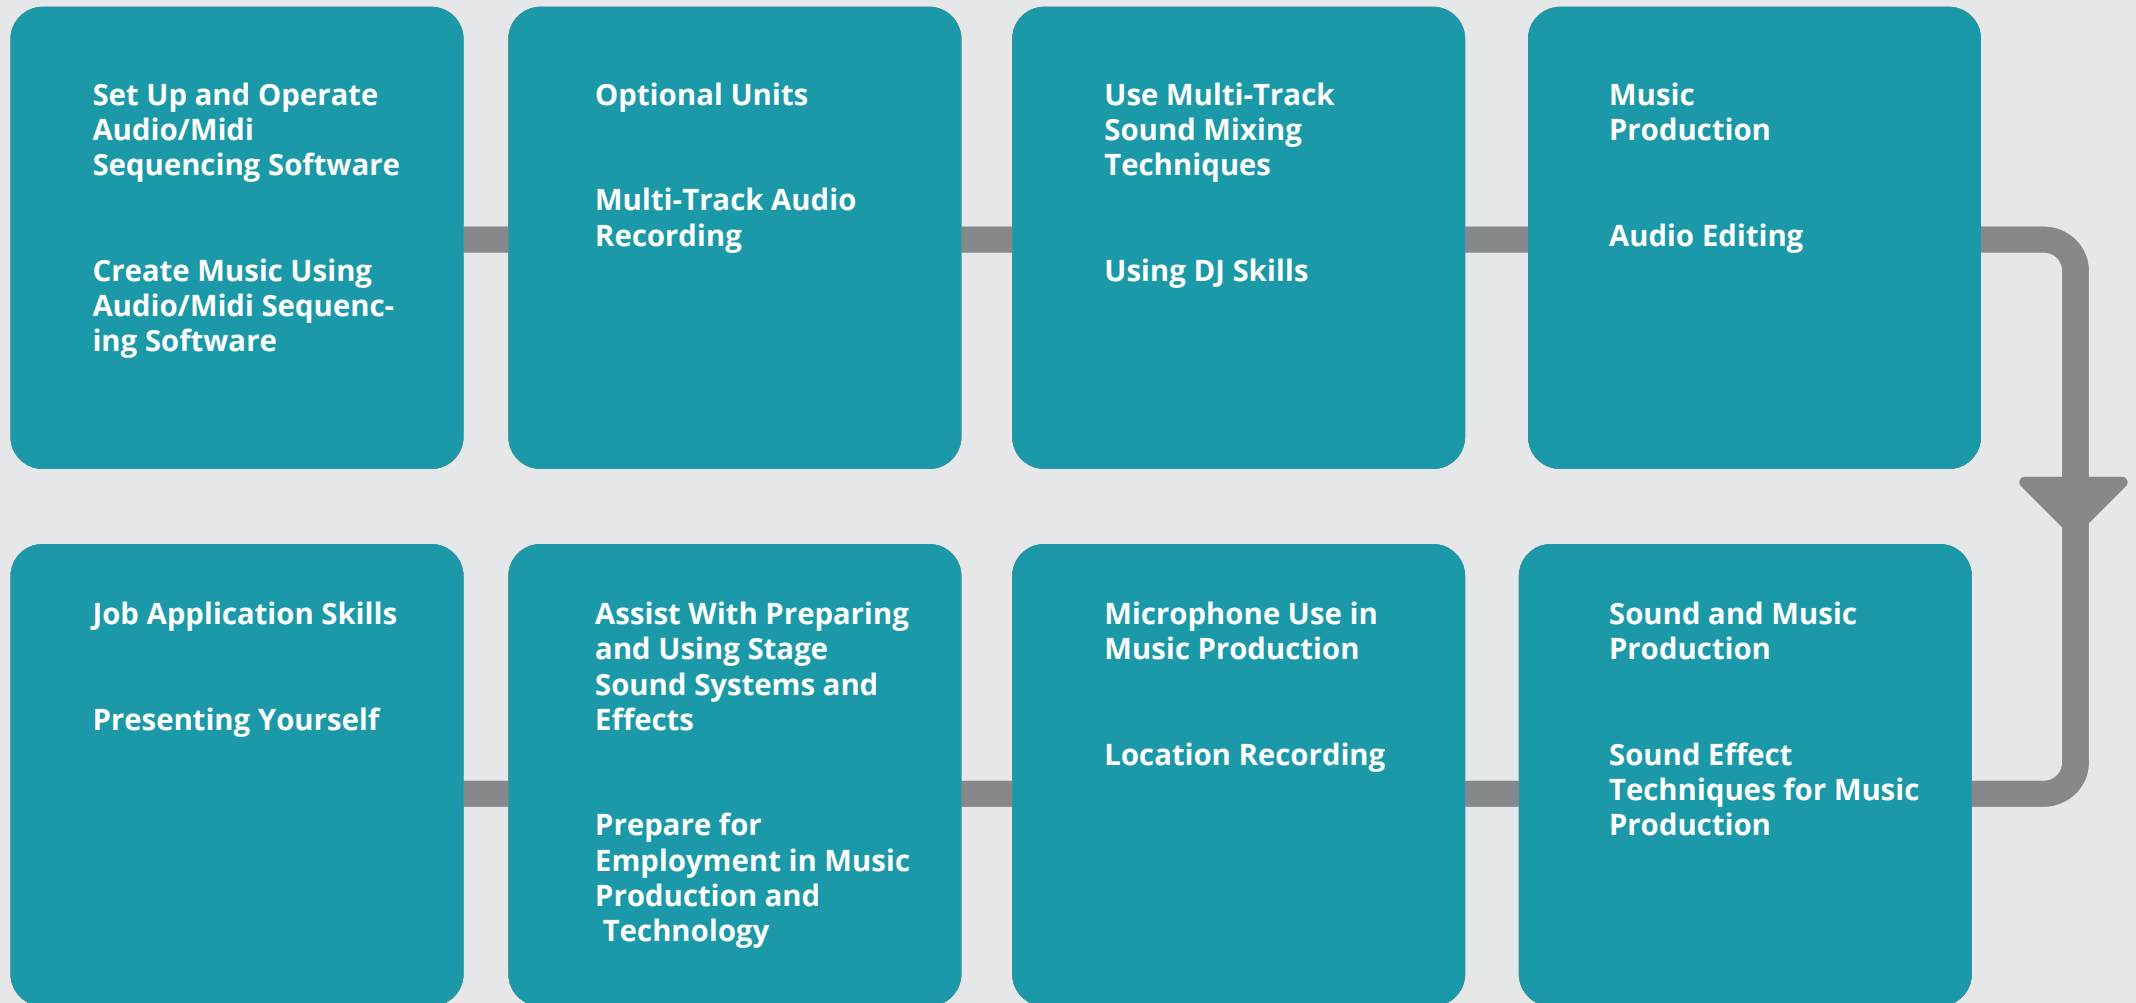 Set Up and Operate
Audio/Midi
Sequencing Software
Create Music Using
Audio/Midi Sequenc-
ing Software
Optional Units
Multi-Track Audio
Recording
Use Multi-Track
Sound Mixing
Techniques
Using DJ Skills
Music
Production
Audio Editing
Sound and Music
Production
Sound Effect
Techniques for Music
Production
Microphone Use in
Music Production
Location Recording
Assist With Preparing
and Using Stage
Sound Systems and
Effects
Prepare for
Employment in Music
Production and
Technology
Job Application Skills
Presenting Yourself